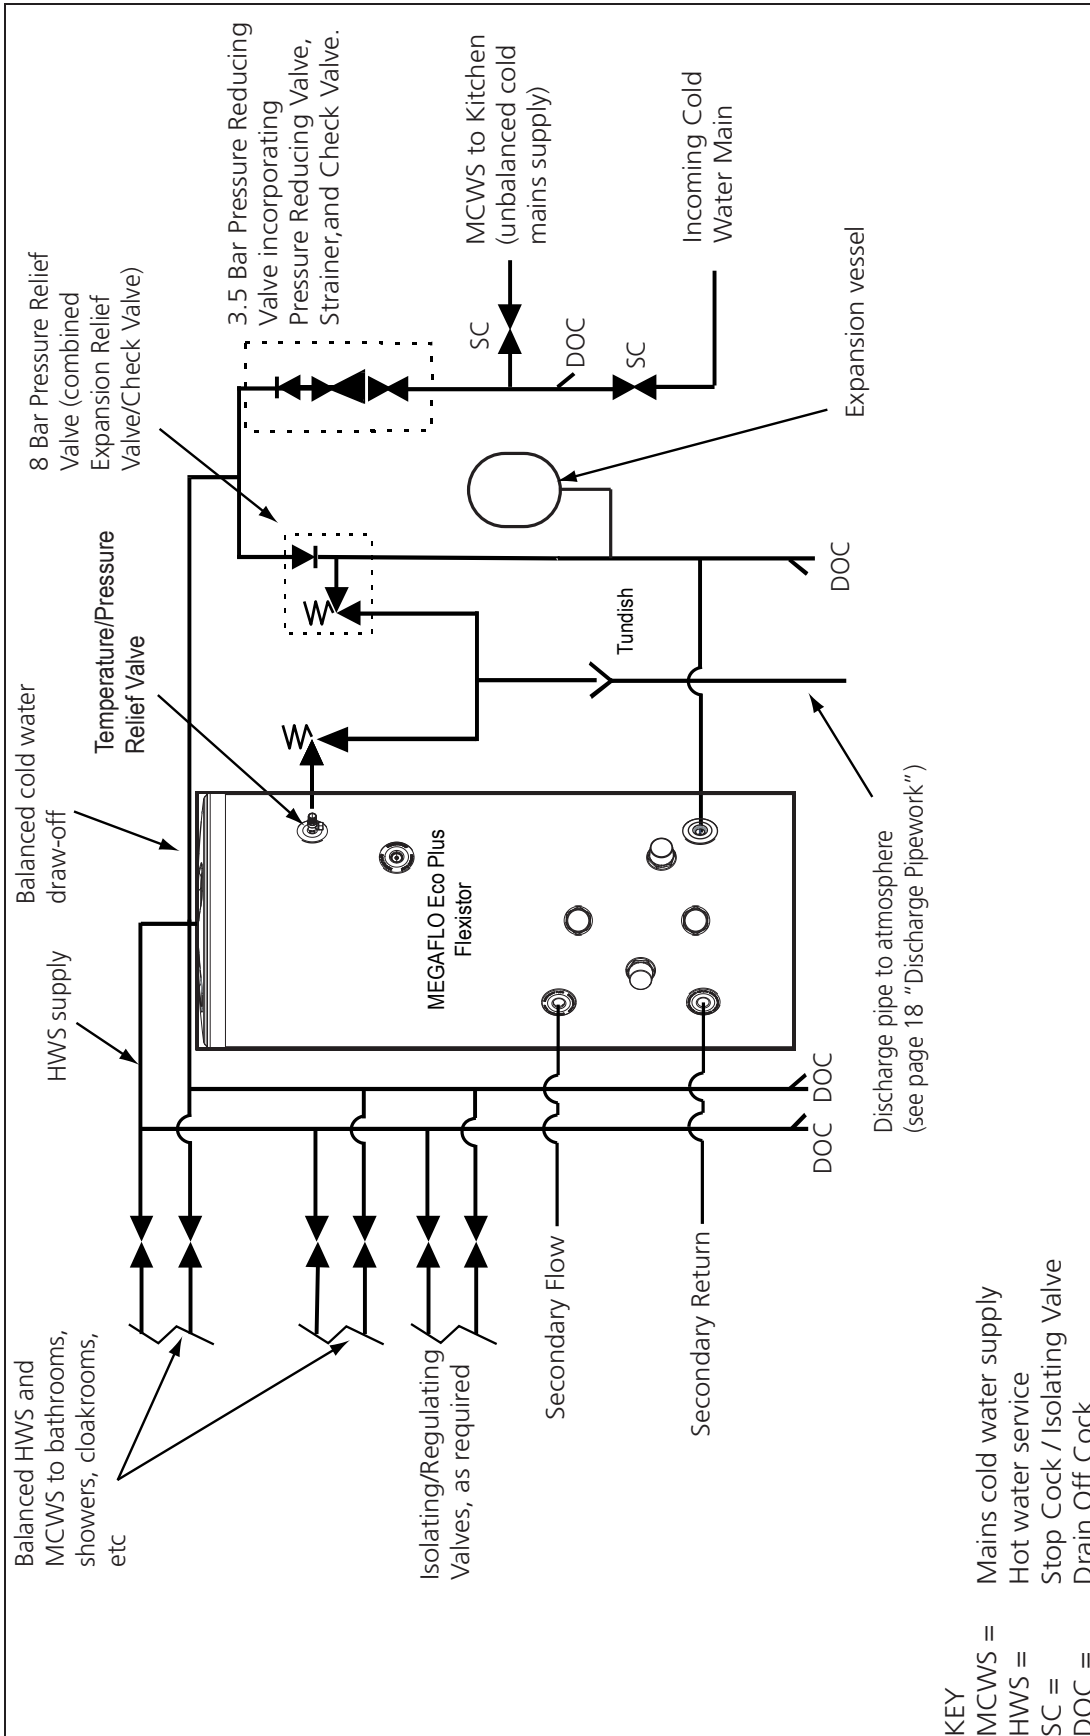 Balanced HWS and
MCWS to bathrooms,
showers, cloakrooms,
etc
HWS supply
Balanced cold water
draw-off
Temperature/Pressure
Relief Valve
8 Bar Pressure Relief
Valve (combined
Expansion Relief
Valve/Check Valve)
3.5 Bar Pressure Reducing
Valve incorporating
Pressure Reducing Valve,
Strainer,and Check Valve.
MCWS to Kitchen
(unbalanced cold
mains supply)
SC
DOC
SC
Incoming Cold
Water Main
Expansion vessel
DOC
Tundish
MEGAFLO Eco Plus
Flexistor
Isolating/Regulating
Valves, as required
Secondary Flow
Secondary Return
DOC
DOC
Discharge pipe to atmosphere
(see page 18 "Discharge Pipework")
KEY
MCWS = Mains cold water supply
HWS = Hot water service
SC = Stop Cock / Isolating Valve
DOC = Drain Off Cock